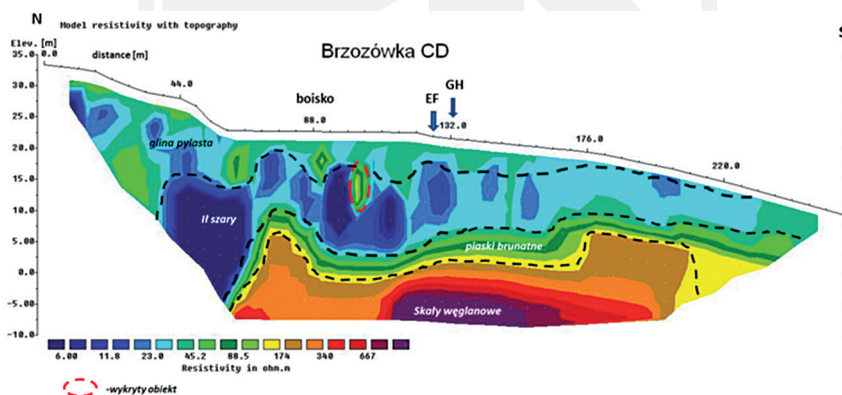 N
S
Model resistivity with topography
Elev. [m]
0.0
distance [m]
Brzozówka CD
35.0
30.0
25.0
20.0
15.0
10.0
5.00
0.0
-5.00
-10.0
44.0
boisko
88.0
EF
GH
132.0
176.0
220.0
glina pylasta
Il szary
piaski brunatne
Skały węglanowe
N
S
6.00 11.8 23.0 45.2 88.5 174 340 667
Resistivity in ohm.m
-wykryty obiekt